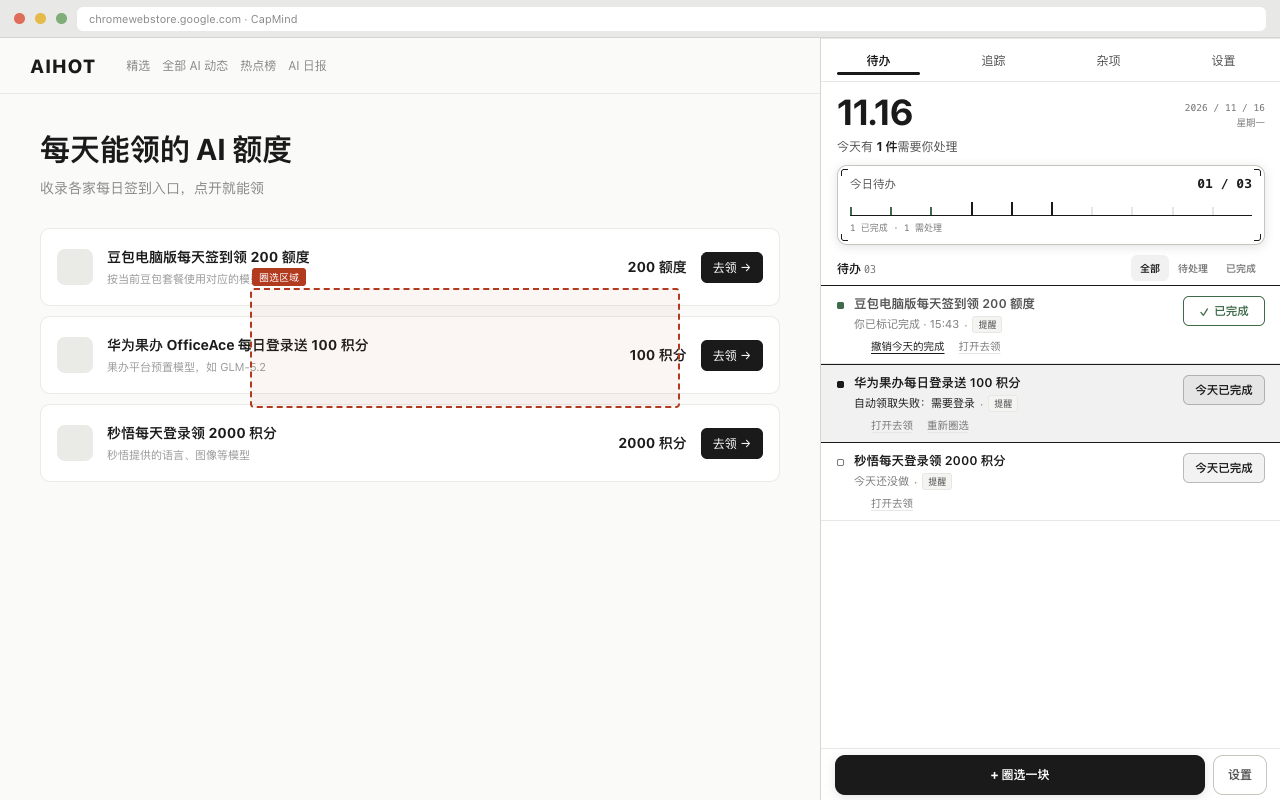 chromewebstore.google.com · CapMind
AIHOT
精选 全部 AI 动态 热点榜 AI 日报
每天能领的 AI 额度
收录各家每日签到入口，点开就能领
豆包电脑版每天签到领 200 额度
按当前豆包套餐使用对应的模
圈选区域
200 额度
去领 →
华为果办 OfficeAce 每日登录送 100 积分
果办平台预置模型，如 GLM-5.2
100 积分
去领 →
秒悟每天登录领 2000 积分
秒悟提供的语言、图像等模型
2000 积分
去领 →
待办 追踪 杂项 设置
11.16
2026 / 11 / 16
星期一
今天有 1 件需要你处理
今日待办
01 / 03
1 已完成 · 1 需处理
待办 03
全部 待处理 已完成
豆包电脑版每天签到领 200 额度
你已标记完成 · 15:43 · 提醒
撤销今天的完成 打开去领
✓ 已完成
华为果办每日登录送 100 积分
自动领取失败：需要登录 · 提醒
打开去领 重新圈选
今天已完成
秒悟每天登录领 2000 积分
今天还没做 · 提醒
打开去领
今天已完成
+ 圈选一块
设置